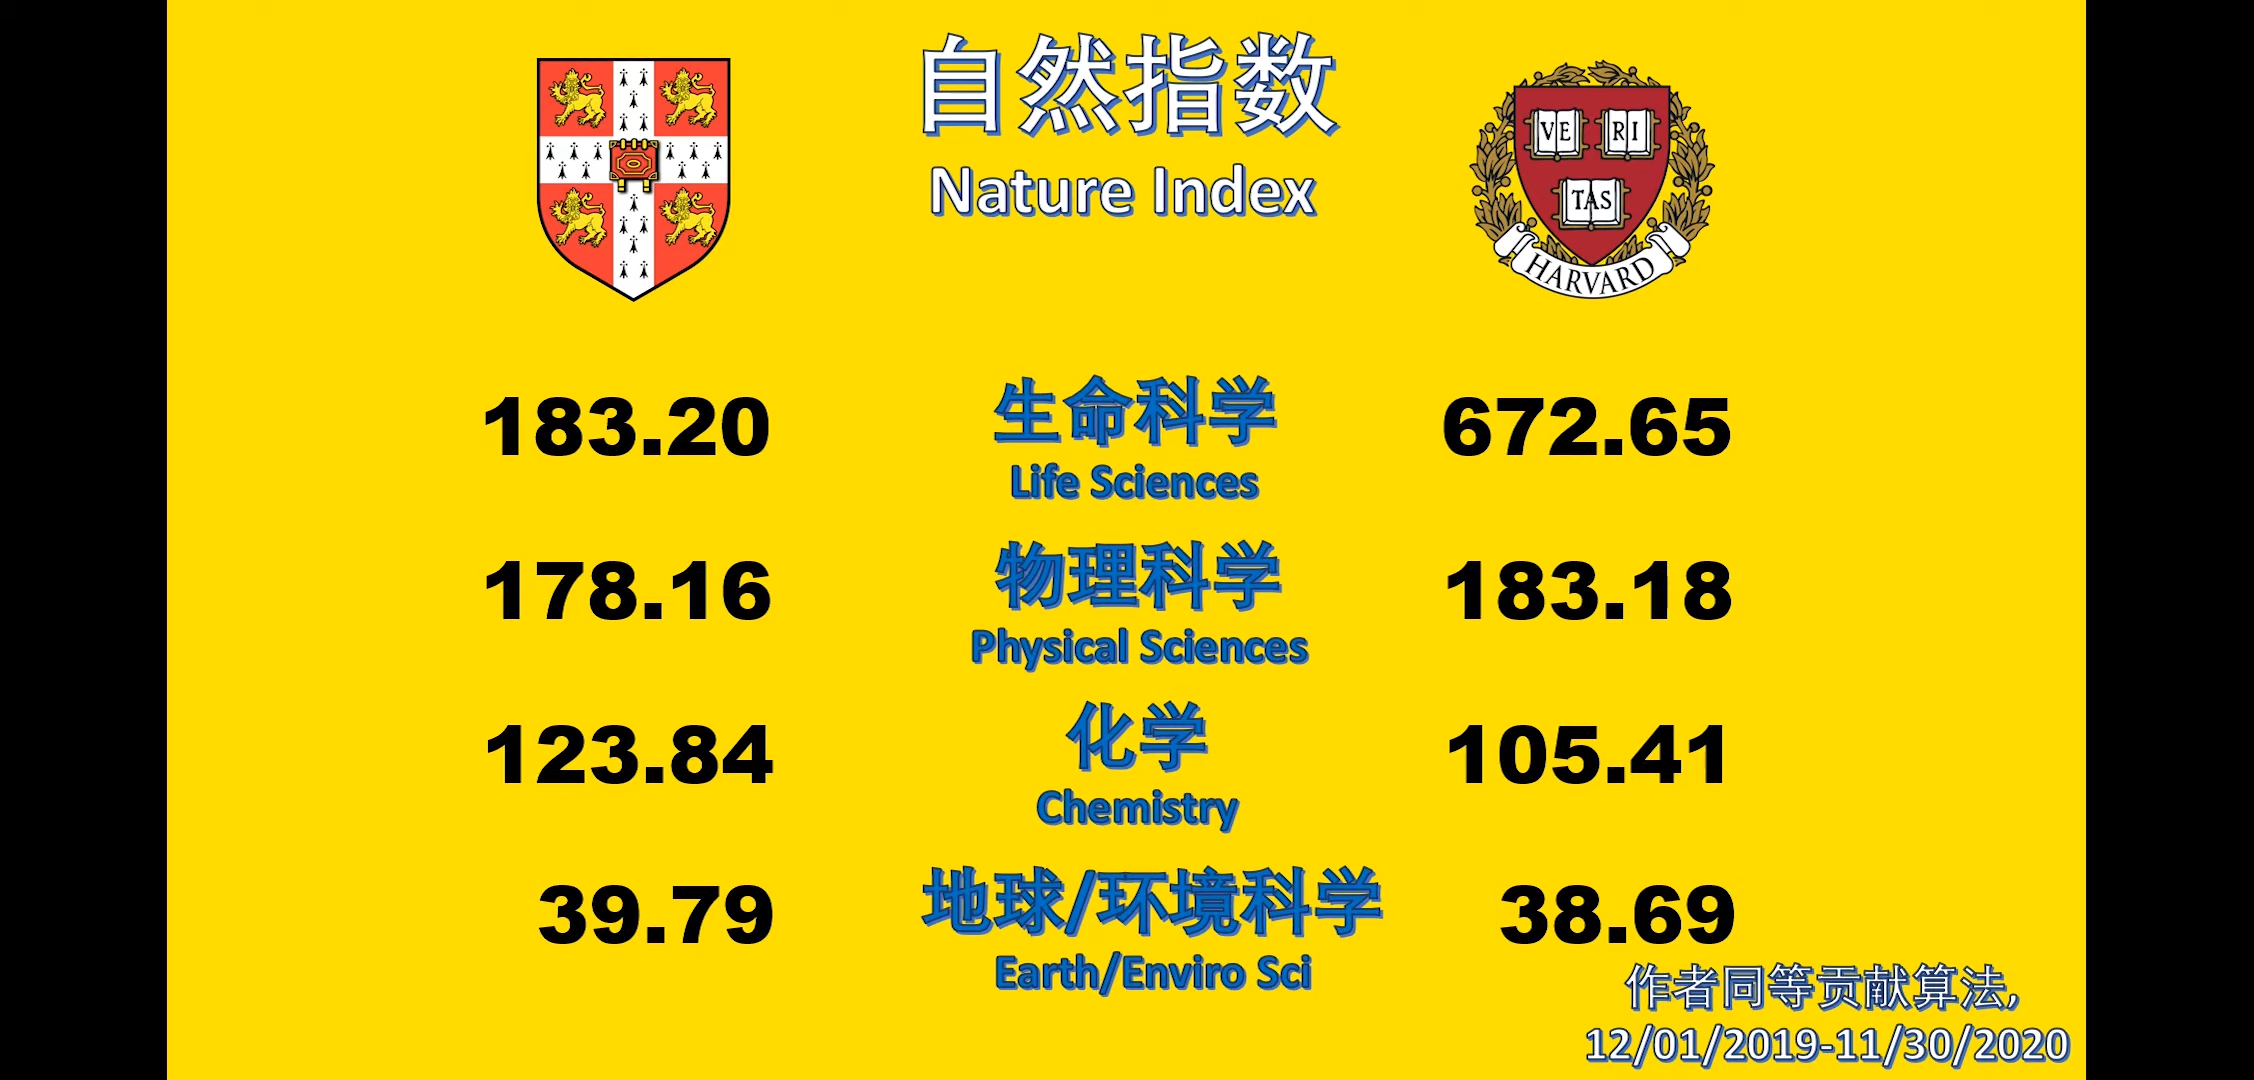 自然指数
Nature Index
VE RI
TAS
HARVARD
183.20 生命科学 672.65
Life Sciences
178.16 物理科学 183.18
Physical Sciences
123.84 化学 105.41
Chemistry
39.79 地球/环境科学 38.69
Earth/Enviro Sci
作者同等贡献算法,
12/01/2019-11/30/2020